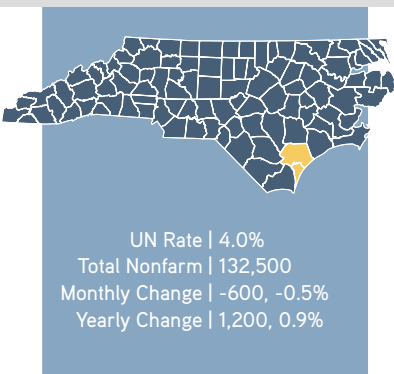 UN Rate | 4.0%
Total Nonfarm | 132,500
Monthly Change | -600, -0.5%
Yearly Change | 1,200, 0.9%